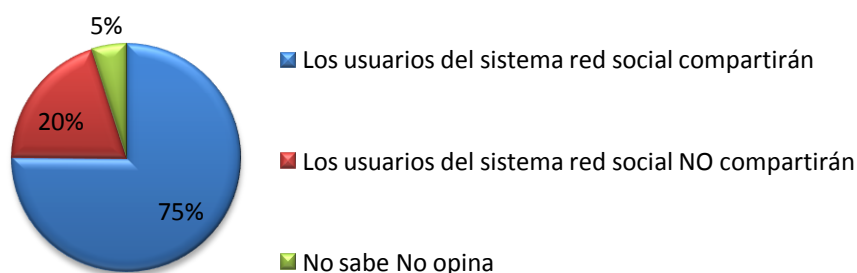 5%
Los usuarios del sistema red social compartirán
20%
Los usuarios del sistema red social NO compartirán
75%
No sabe No opina